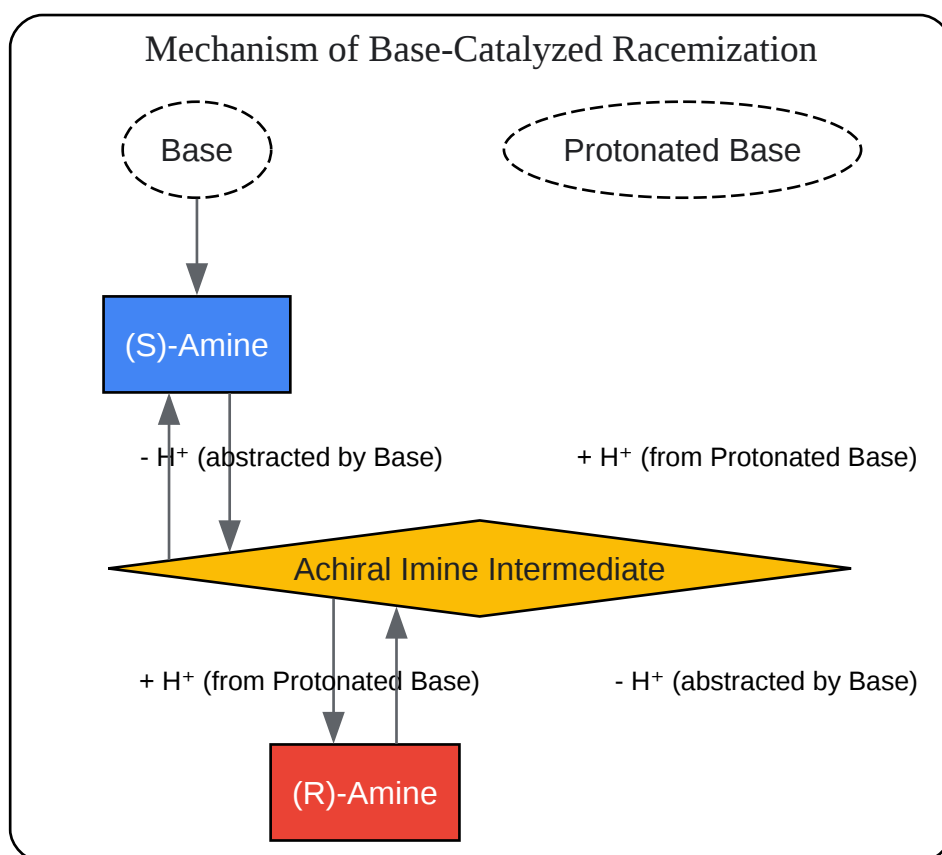 Mechanism of Base-Catalyzed Racemization
Base
Protonated Base
(S)-Amine
- H⁺ (abstracted by Base)
+ H⁺ (from Protonated Base)
Achiral Imine Intermediate
+ H⁺ (from Protonated Base)
- H⁺ (abstracted by Base)
(R)-Amine